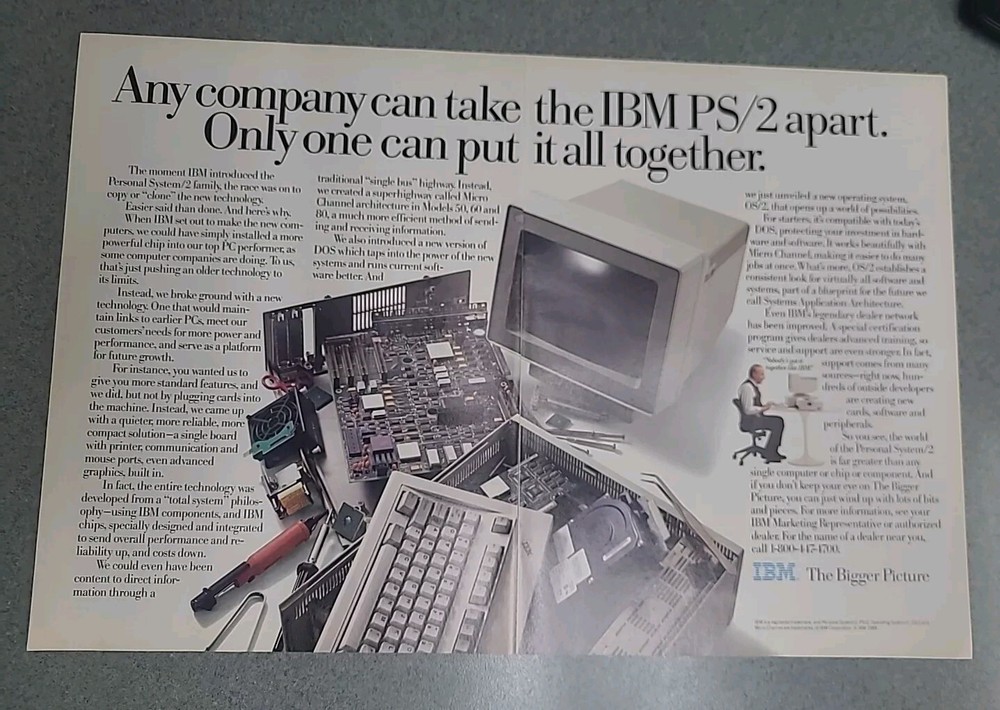 Any company can take the IBM PS/2 apart.
Only one can put it all together.
The moment IBM introduced the
Personal System/2 family, the race was on to
copy or "clone" the new technology.
Easier said than done. And here's why.
When IBM set out to make the new com-
puters, we could have simply installed a more
powerful chip into our top PC performer, as
some computer companies are doing. To us,
that's just pushing an older technology to
its limits.
Instead, we broke ground with a new
technology. One that would main-
tain links to earlier PCs, meet our
customers' needs for more power and
performance, and serve as a platform
for future growth.
For instance, you wanted us to
give you more standard features, and
we did, but not by plugging cards into
the machine. Instead, we came up
with a quieter, more reliable, more
compact solution—a single board
with printer, communication and
mouse ports, even advanced
graphics, built in.
In fact, the entire technology was
developed from a "total system" philos-
ophy—using IBM components, and IBM
chips, specially designed and integrated
to send overall performance and re-
liability up, and costs down.
We could even have been
content to direct infor-
mation through a
traditional "single bus" highway. Instead,
we created a superhighway called Micro
Channel architecture in Models 50, 60 and
80, a much more efficient method of send-
ing and receiving information.
We also introduced a new version of
DOS which taps into the power of the new
systems and runs current soft-
ware better. And
we just unveiled a new operating system,
OS/2, that opens up a world of possibilities.
For starters, it's compatible with today's
DOS, protecting your investment in hard-
ware and software. It works beautifully with
Micro Channel, making it easier to do many
jobs at once. What's more, OS/2 establishes a
consistent look for virtually all software and
systems, part of a blueprint for the future we
call Systems Application Architecture.
Even IBM's legendary dealer network
has been improved. A special certification
program gives dealers advanced training, so
service and support are even stronger. In fact,
support comes from many
sources—right now, hun-
dreds of outside developers
are creating new
cards, software and
peripherals.
So you see, the world
of the Personal System/2
is far greater than any
single computer or chip or component. And
if you don't keep your eye on The Bigger
Picture, you can just wind up with lots of bits
and pieces. For more information, see your
IBM Marketing Representative or authorized
dealer. For the name of a dealer near you,
call 1-800-447-4700.
IBM The Bigger Picture